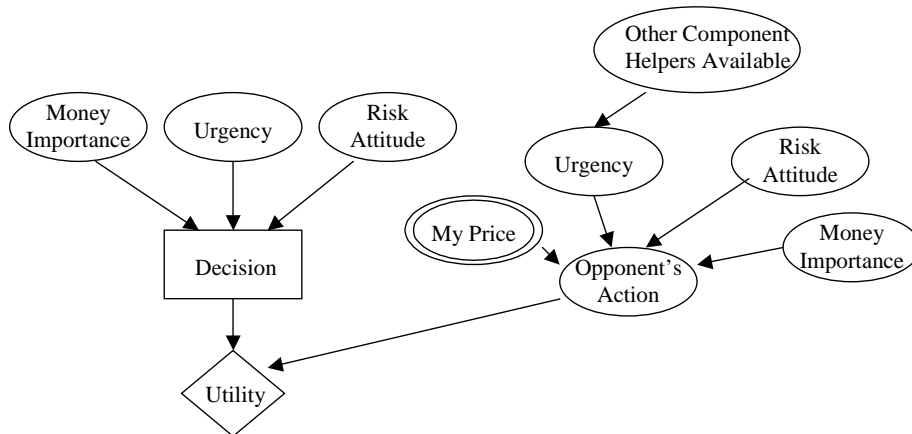 Other Component
Helpers Available
Money
Importance
Urgency
Risk
Attitude
Urgency
Risk
Attitude
My Price
Money
Importance
Decision
Opponent’s
Action
Utility